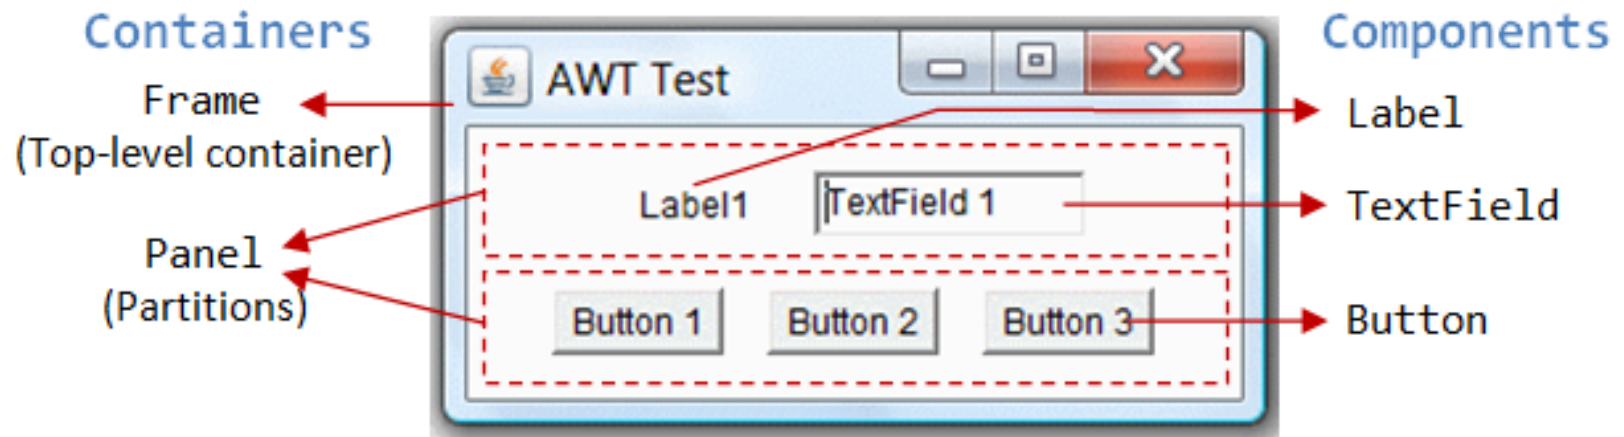 Containers
Components
AWT Test
Frame
(Top-level container)
Label
Label1
TextField 1
TextField
Panel
(Partitions)
Button 1
Button 2
Button 3
Button